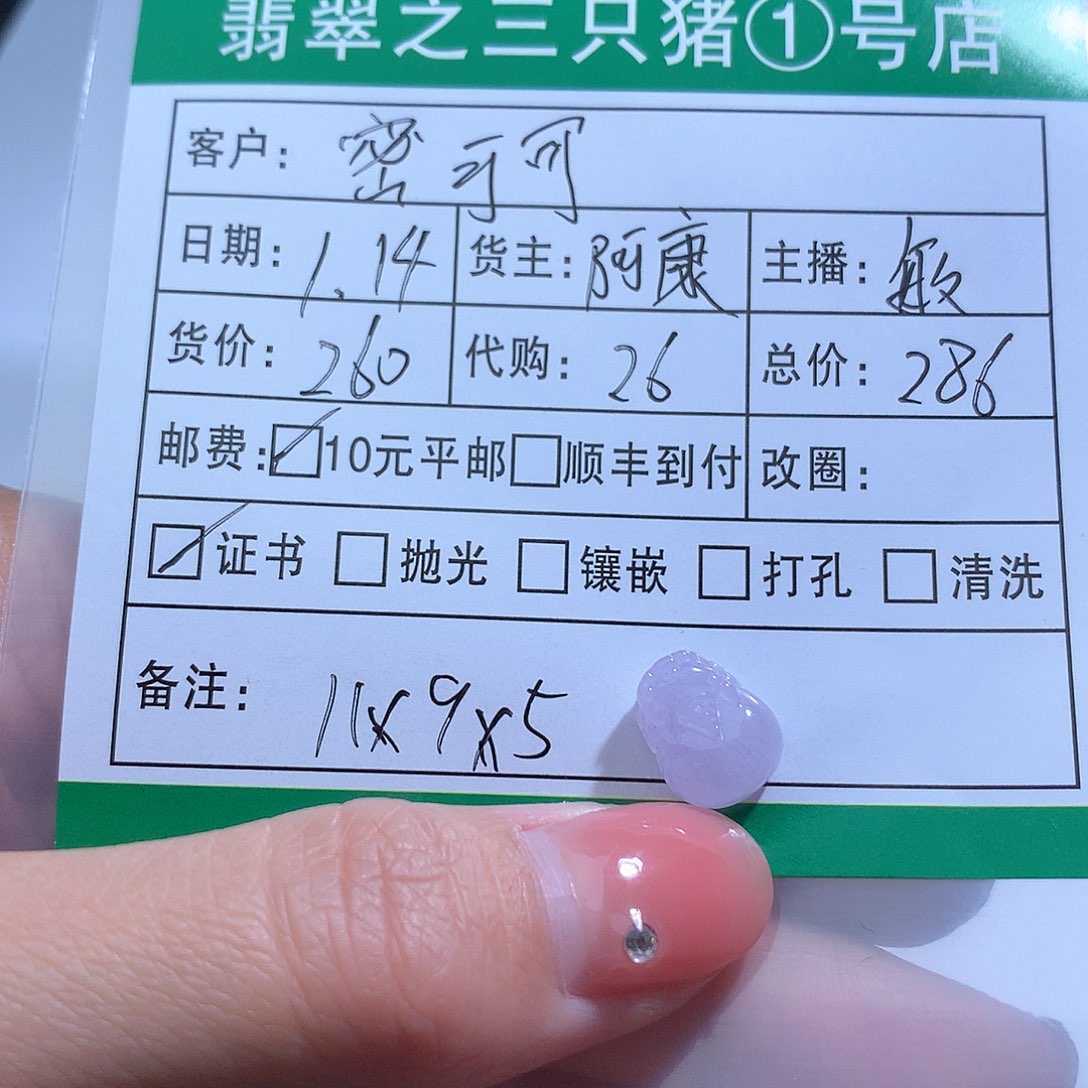 翡翠之三只猪①号店
客户: 密子可
日期: 1.14 货主: 阿康 主播: 敏
货价: 260 代购: 26 总价: 286
邮费: 10元平邮 顺丰到付 改圈:
证书 抛光 镶嵌 打孔 清洗
备注: 11x9x5